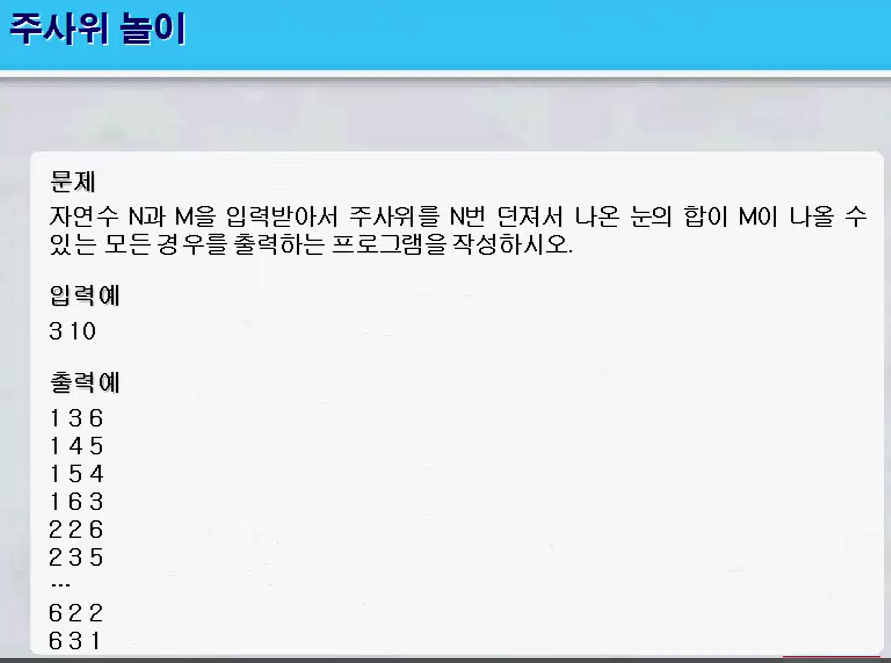 주사위 놀이
문제
자연수 N과 M을 입력받아서 주사위를 N번 던져서 나온 눈의 합이 M이 나올 수
있는 모든 경우를 출력하는 프로그램을 작성하시오.
입력예
3 10
출력예
1 3 6
1 4 5
1 5 4
1 6 3
2 2 6
2 3 5
...
6 2 2
6 3 1